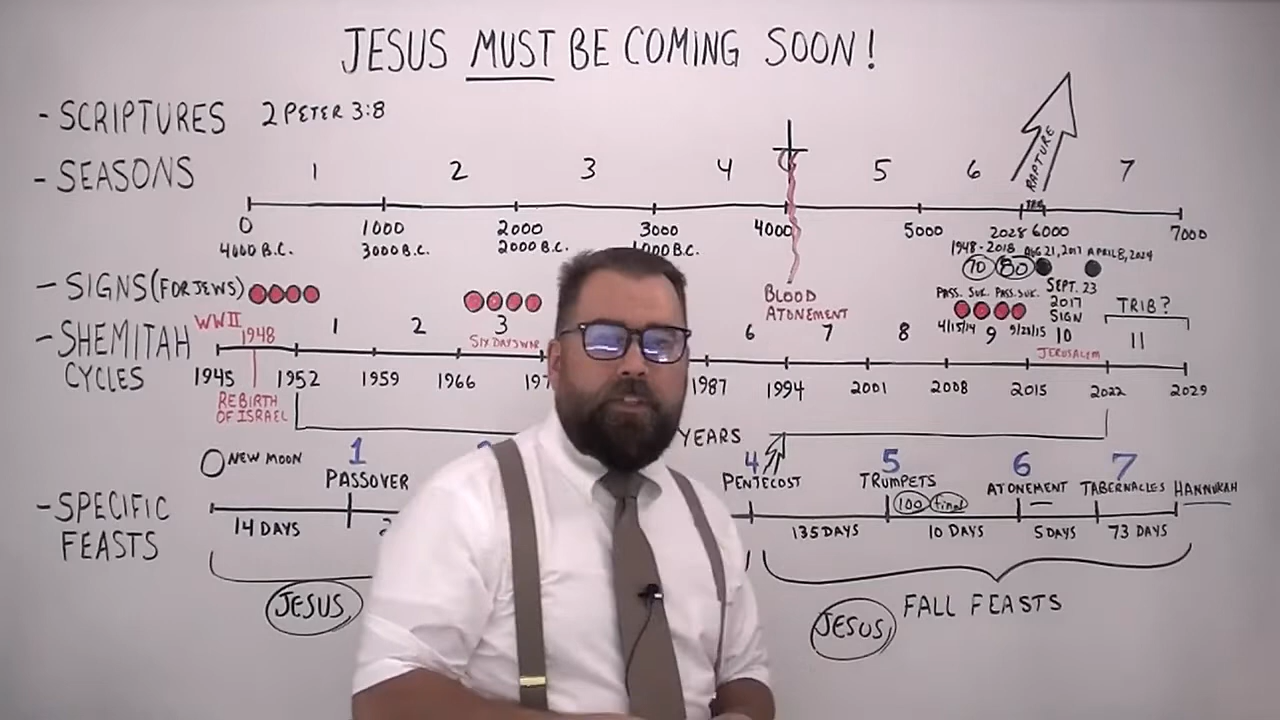 JESUS MUST BE COMING SOON!
- SCRIPTURES 2 PETER 3:8
- SEASONS 1 2 3 4 5 6 7
RAPTURE
0 1000 2000 3000 4000 5000 2028 6000 7000
4000 B.C. 3000 B.C. 2000 B.C. 1000 B.C.
1948-2018 AUG 21, 2017 APRIL 8, 2024
70 80
- SIGNS (FOR JEWS)
BLOOD ATONEMENT
PASS. SUK. PASS. SUK.
SEPT. 23 2017 SIGN
TRIB?
4/15/14 9/28/15
- SHEMITAH CYCLES
WWII 1948 1 2 3 6 7 8 9 10 11
SIX DAYS WAR
JERUSALEM
1945 1952 1959 1966 197 1987 1994 2001 2008 2015 2022 2029
REBIRTH OF ISRAEL
YEARS
NEW MOON
1 4 5 6 7
PASSOVER PENTECOST TRUMPETS ATONEMENT TABERNACLES HANNUKAH
- SPECIFIC FEASTS
100 final
14 DAYS 135 DAYS 10 DAYS 5 DAYS 73 DAYS
JESUS JESUS FALL FEASTS